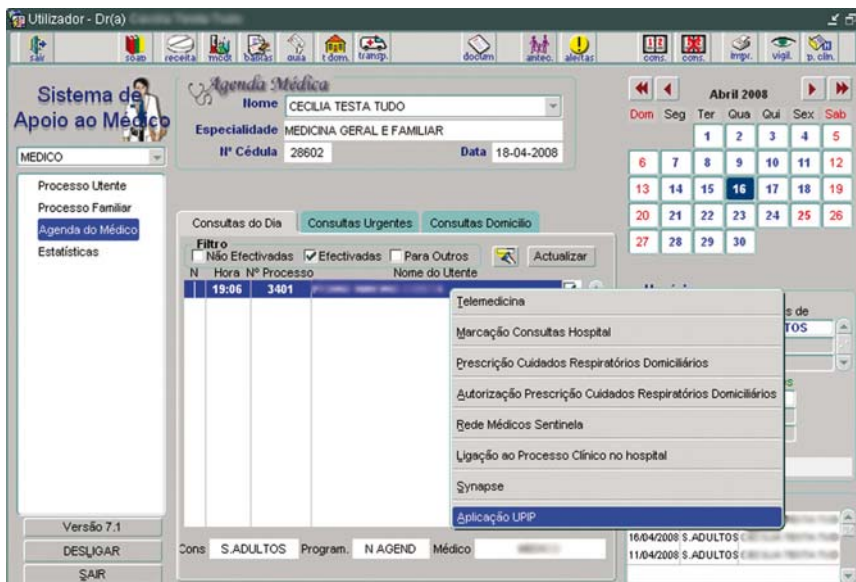 Utilizador - Dr(a)
sair soap receita mcdt baixas guia t.dom. transp. docum antec. alertas cons. cons. impr. vigil. p. clin.
Sistema de
Apoio ao Médico
MEDICO
Processo Utente
Processo Familiar
Agenda do Médico
Estatísticas
Versão 7.1
DESLIGAR
SAIR
Agenda Médica
Nome CECILIA TESTA TUDO
Especialidade MEDICINA GERAL E FAMILIAR
Nº Cédula 28602 Data 18-04-2008
Consultas do Dia Consultas Urgentes Consultas Domicilio
Filtro
Não Efectivadas Efectivadas Para Outros Actualizar
N Hora Nº Processo Nome do Utente
19:06 3401
Telemedicina
Marcação Consultas Hospital
Prescrição Cuidados Respiratórios Domiciliários
Autorização Prescrição Cuidados Respiratórios Domiciliários
Rede Médicos Sentinela
Ligação ao Processo Clínico no hospital
Synapse
Aplicação UPIP
Cons S.ADULTOS Program. N AGEND Médico
Abril 2008
Dom Seg Ter Qua Qui Sex Sab
1 2 3 4 5
6 7 8 9 10 11 12
13 14 15 16 17 18 19
20 21 22 23 24 25 26
27 28 29 30
s de
TOS
16/04/2008 S.ADULTOS
11/04/2008 S.ADULTOS